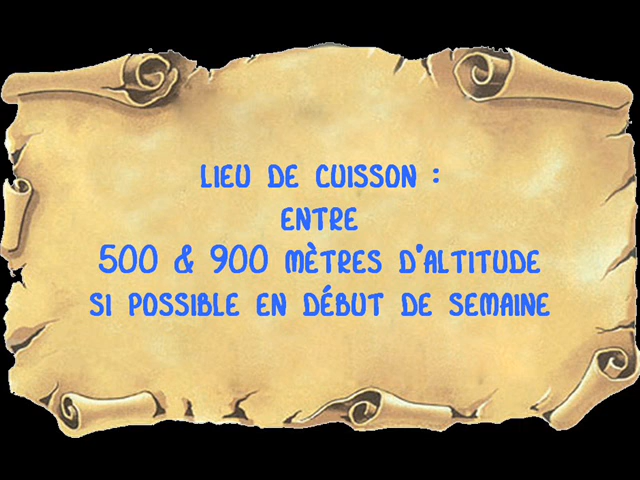 LIEU DE CUISSON :
ENTRE
500 & 900 MÈTRES D'ALTITUDE
SI POSSIBLE EN DÉBUT DE SEMAINE